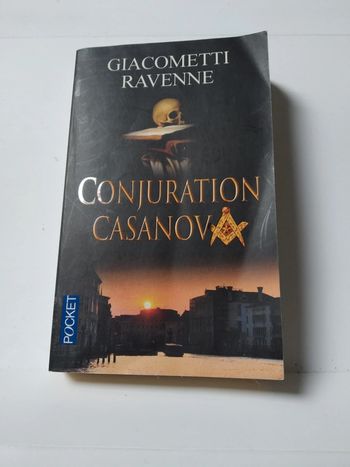 GIACOMETTI
RAVENNE
CONJURATION
CASANOVA
POCKET